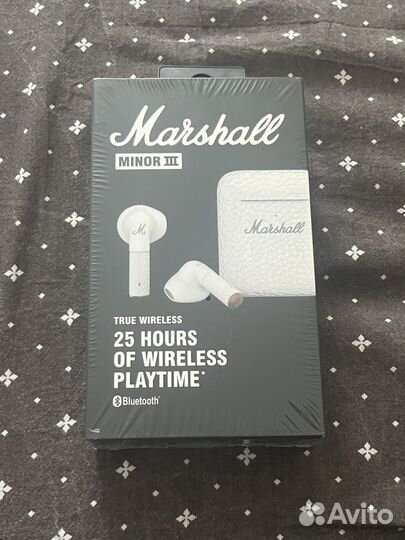 Marshall
MINOR III
M
Marshall
TRUE WIRELESS
25 HOURS
OF WIRELESS
PLAYTIME*
Bluetooth®
Avito